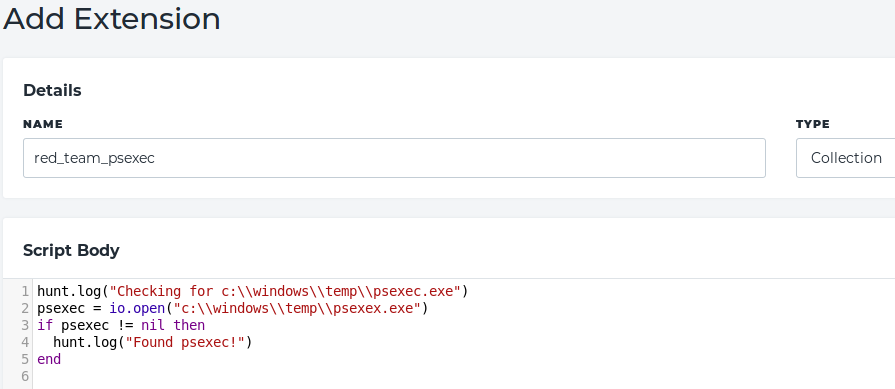 Add Extension
Details
NAME
TYPE
red_team_psexec
Collection
Script Body
1 hunt.log("Checking for c:\\windows\\temp\\psexec.exe")
2 psexec = io.open("c:\\windows\\temp\\psexex.exe")
3 if psexec != nil then
4   hunt.log("Found psexec!")
5 end
6